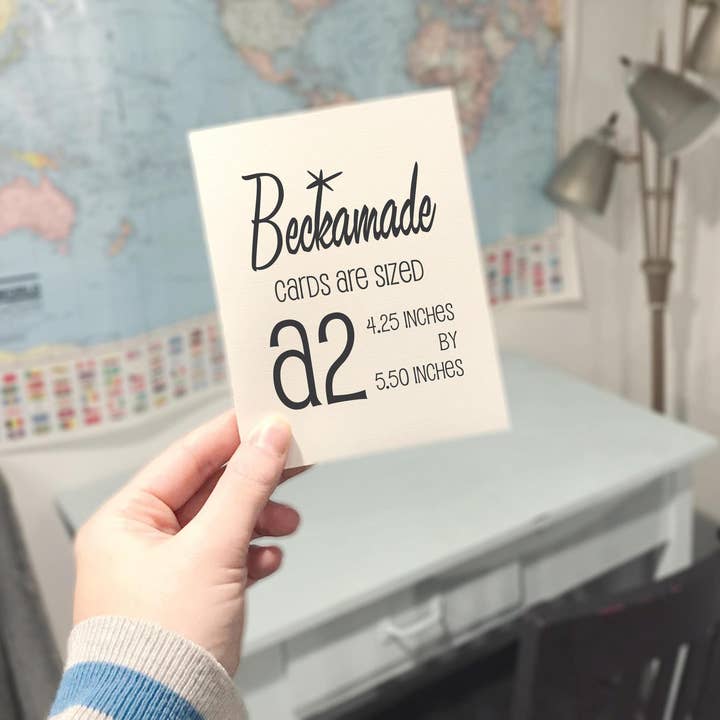 Beckamade
cards are sized
a2
4.25 inches
by
5.50 inches